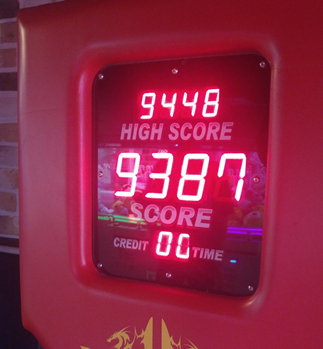 9448
HIGH SCORE
9387
SCORE
CREDIT 00 TIME